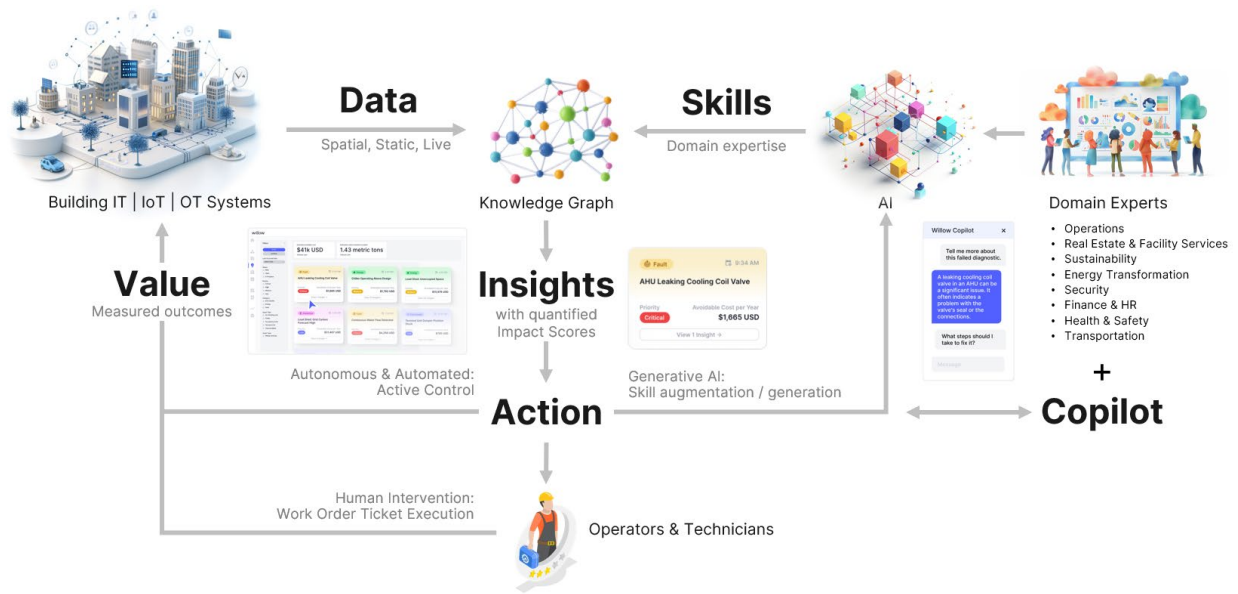 Data
Spatial, Static, Live
Skills
Domain expertise
Building IT | IoT | OT Systems
Knowledge Graph
AI
Domain Experts
• Operations
• Real Estate & Facility Services
• Sustainability
• Energy Transformation
• Security
• Finance & HR
• Health & Safety
• Transportation
+
Copilot
Value
Measured outcomes
$41k USD
1.43 metric tons
Insights
with quantified
Impact Scores
Fault
9:34 AM
AHU Leaking Cooling Coil Valve
Priority
Avoidable Cost per Year
Critical
$1,665 USD
View 1 Insight →
Willow Copilot
×
Tell me more about
this failed diagnostic.
A leaking cooling coil
valve in an AHU can be
a significant issue. It
often indicates a
problem with the
valve's seal or the
connections.
What steps should I
take to fix it?
Message
Autonomous & Automated:
Active Control
Generative AI:
Skill augmentation / generation
Action
Human Intervention:
Work Order Ticket Execution
Operators & Technicians